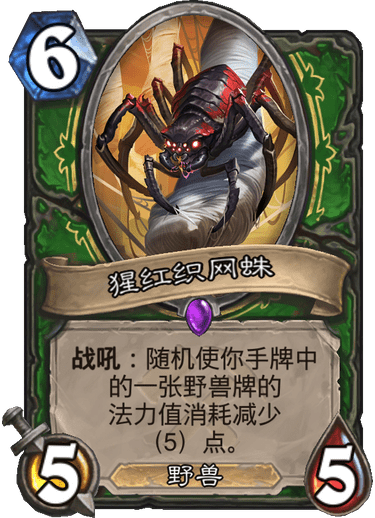 6
猩红织网蛛
战吼：随机使你手牌中
的一张野兽牌的
法力值消耗减少
（5）点。
野兽
5
5